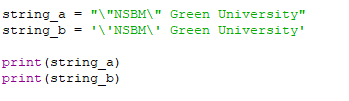 string_a = "\"NSBM\" Green University"
string_b = '\'NSBM\' Green University'
print(string_a)
print(string_b)